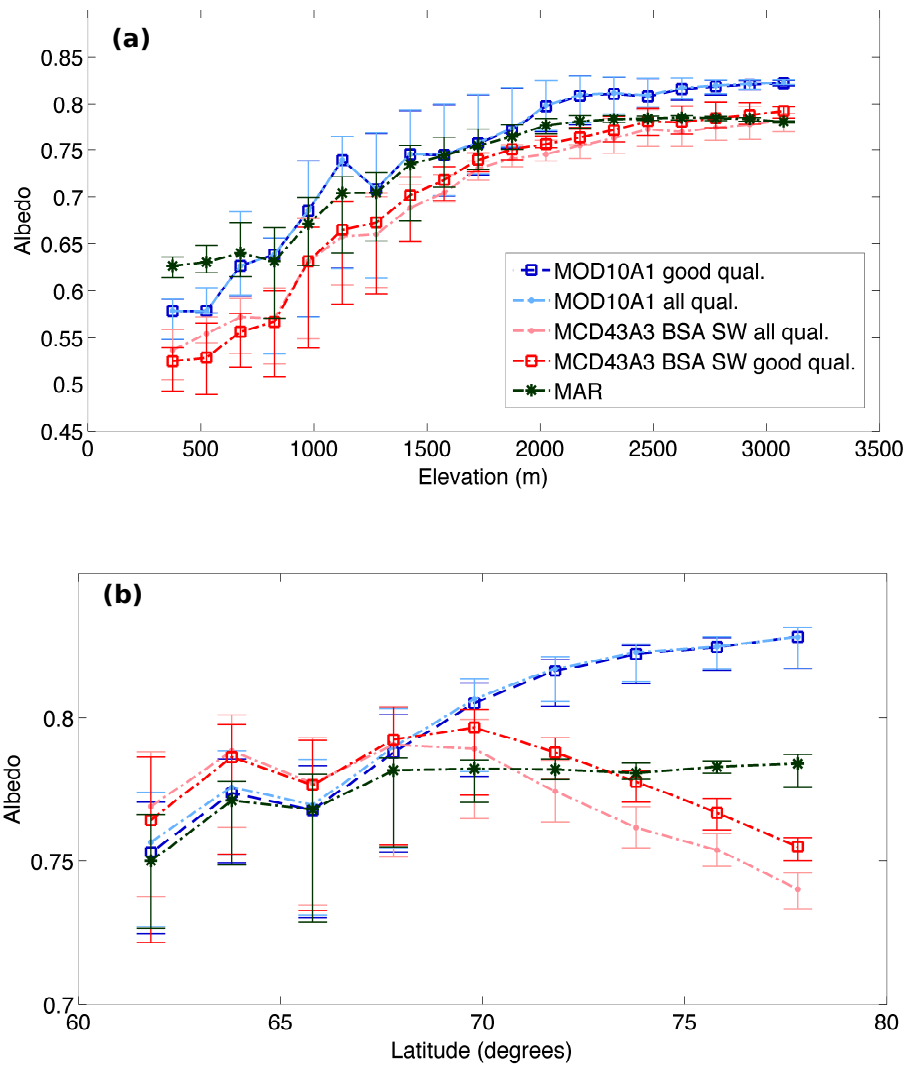 (a)
0.85
0.8
0.75
0.7
0.65
0.6
0.55
0.5
0.45
Albedo
MOD10A1 good qual.
MOD10A1 all qual.
MCD43A3 BSA SW all qual.
MCD43A3 BSA SW good qual.
MAR
0 500 1000 1500 2000 2500 3000 3500
Elevation (m)
(b)
0.8
0.75
0.7
Albedo
60 65 70 75 80
Latitude (degrees)